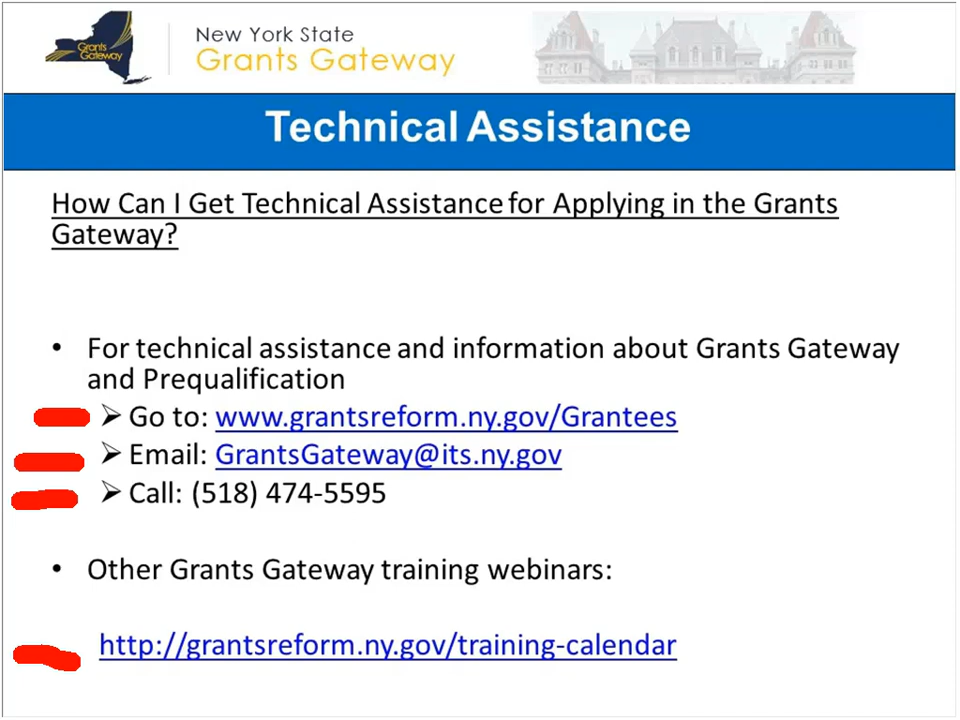 Grants
Gateway
New York State
Grants Gateway
Technical Assistance
How Can I Get Technical Assistance for Applying in the Grants
Gateway?
• For technical assistance and information about Grants Gateway
and Prequalification
➢ Go to: www.grantsreform.ny.gov/Grantees
➢ Email: GrantsGateway@its.ny.gov
➢ Call: (518) 474-5595
• Other Grants Gateway training webinars:
http://grantsreform.ny.gov/training-calendar